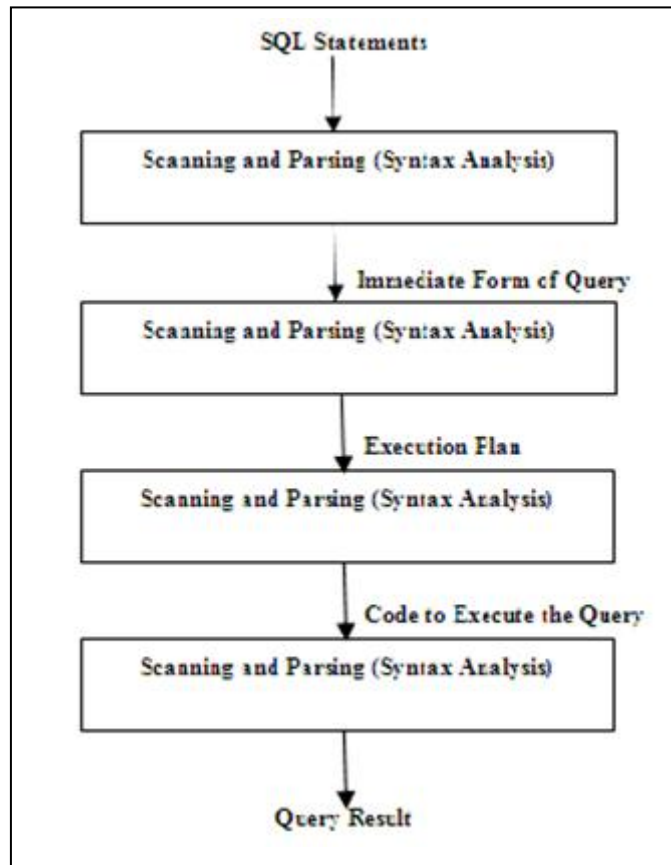 SQL Statements
Scanning and Parsing (Syntax Analysis)
Immediate Form of Query
Scanning and Parsing (Syntax Analysis)
Execution Plan
Scanning and Parsing (Syntax Analysis)
Code to Execute the Query
Scanning and Parsing (Syntax Analysis)
Query Result